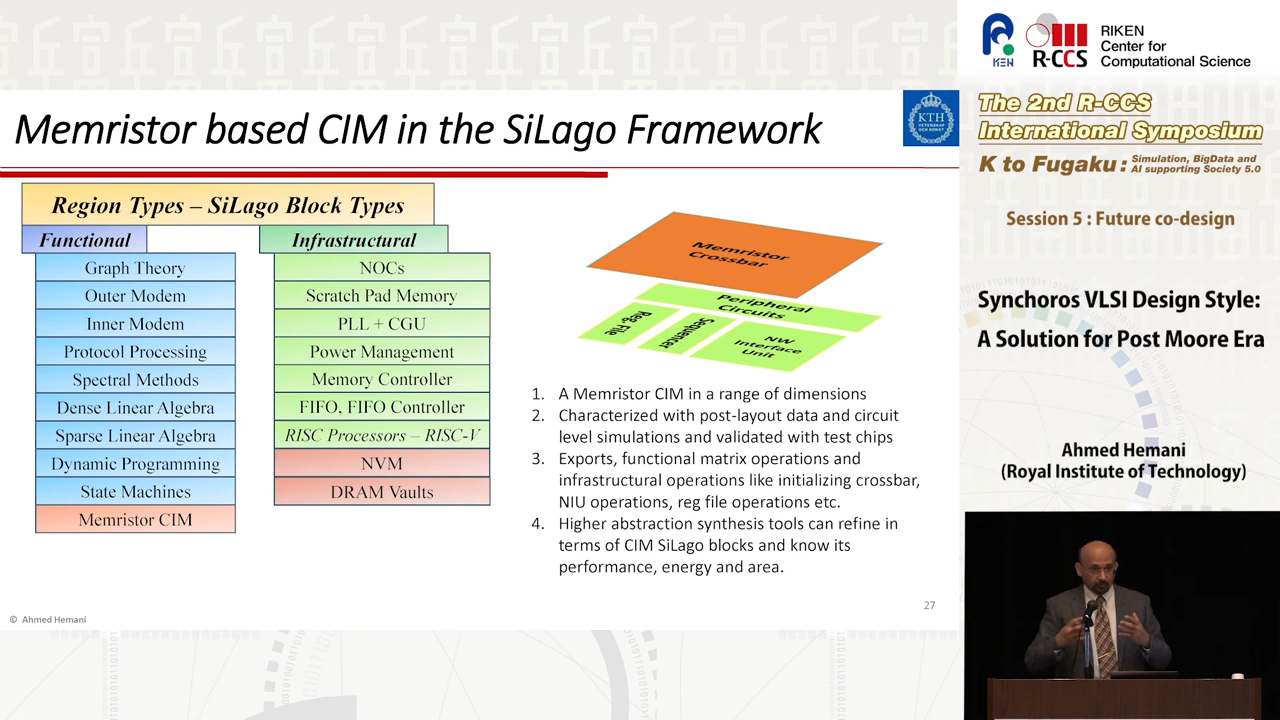 Memristor based CIM in the SiLago Framework
KTH
VETENSKAP
OCH KONST
Region Types – SiLago Block Types
Functional
Graph Theory
Outer Modem
Inner Modem
Protocol Processing
Spectral Methods
Dense Linear Algebra
Sparse Linear Algebra
Dynamic Programming
State Machines
Memristor CIM
Infrastructural
NOCs
Scratch Pad Memory
PLL + CGU
Power Management
Memory Controller
FIFO, FIFO Controller
RISC Processors – RISC-V
NVM
DRAM Vaults
Memristor
Crossbar
Peripheral
Circuits
Reg-File
Sequencer
NW
Interface
Unit
1. A Memristor CIM in a range of dimensions
2. Characterized with post-layout data and circuit
level simulations and validated with test chips
3. Exports, functional matrix operations and
infrastructural operations like initializing crossbar,
NIU operations, reg file operations etc.
4. Higher abstraction synthesis tools can refine in
terms of CIM SiLago blocks and know its
performance, energy and area.
27
© Ahmed Hemani
RIKEN
R-CCS
RIKEN
Center for
Computational Science
The 2nd R-CCS
International Symposium
K to Fugaku : Simulation, BigData and
AI supporting Society 5.0
Session 5 : Future co-design
Synchoros VLSI Design Style:
A Solution for Post Moore Era
Ahmed Hemani
(Royal Institute of Technology)